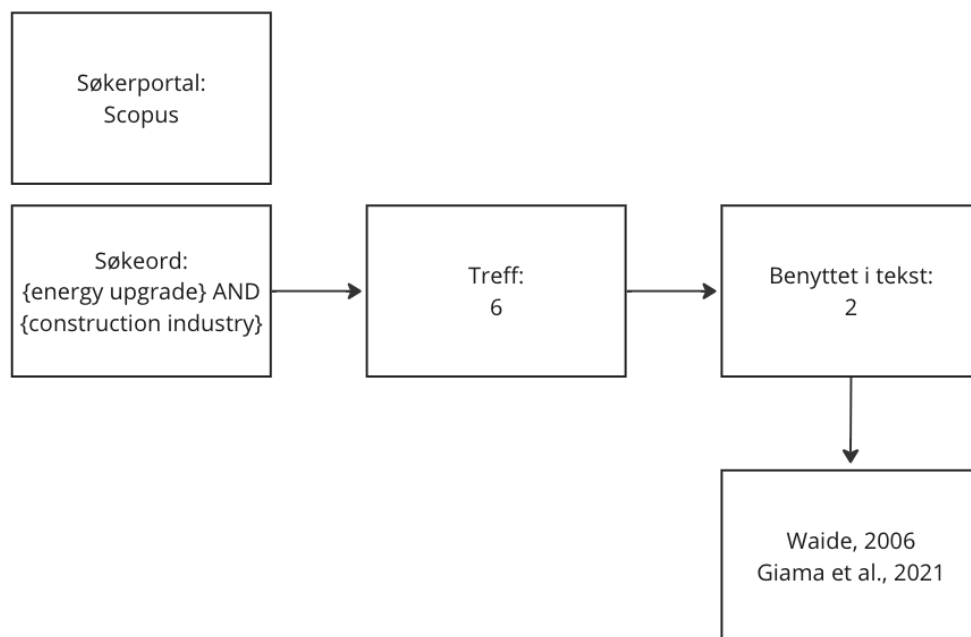 Søkerportal:
Scopus
Søkeord:
{energy upgrade} AND
{construction industry}
Treff:
6
Benyttet i tekst:
2
Waide, 2006
Giama et al., 2021